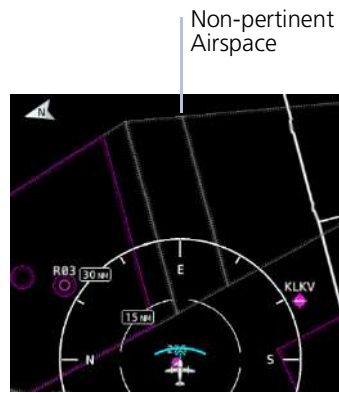 Non-pertinent
Airspace
N
R03
30 NM
E
KLKV
15 NM
N
S